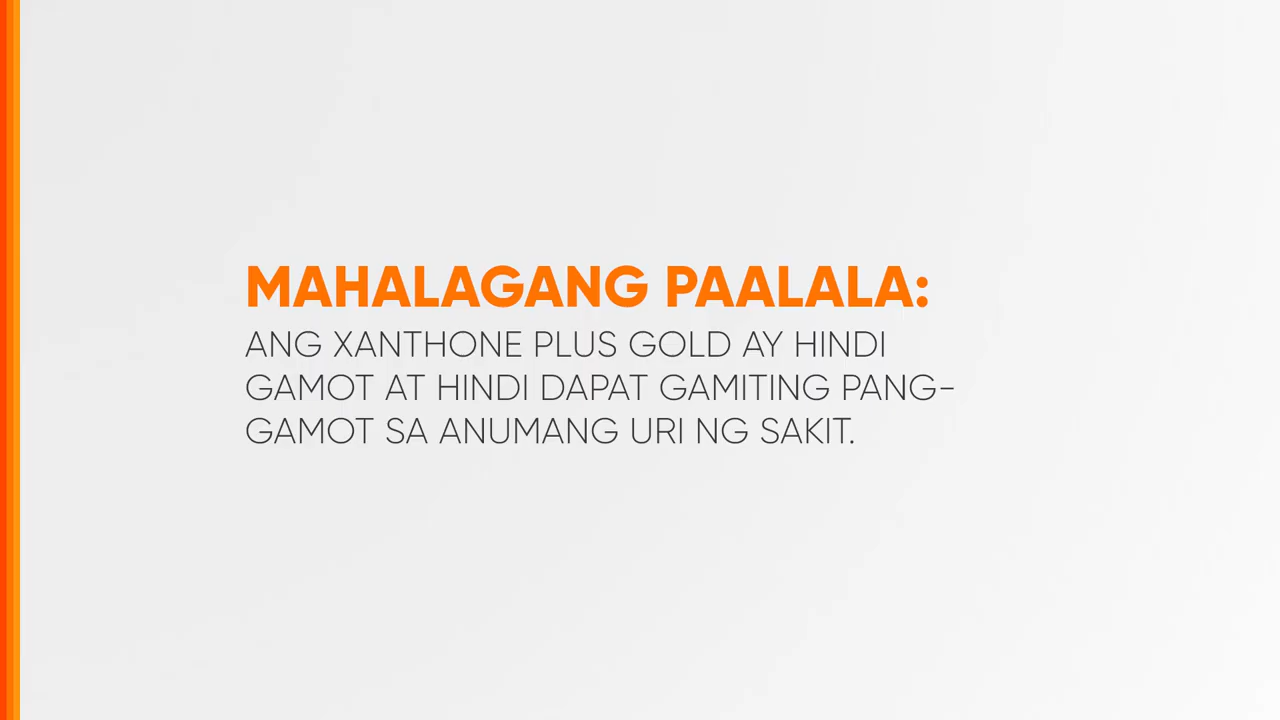 MAHALAGANG PAALALA:
ANG XANTHONE PLUS GOLD AY HINDI
GAMOT AT HINDI DAPAT GAMITING PANG-
GAMOT SA ANUMANG URI NG SAKIT.